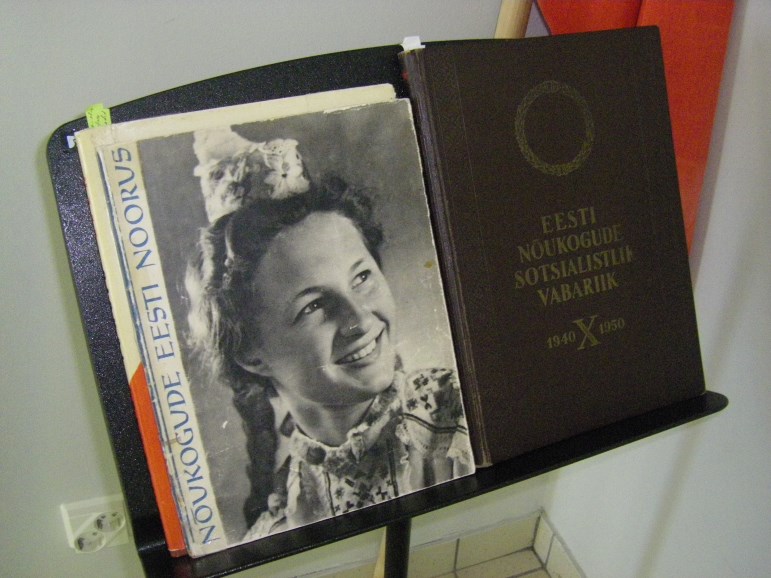 NÕUKOGUDE EESTI NOORUS
EESTI
NÕUKOGUDE
SOTSIALISTLIK
VABARIIK
1940 X 1950